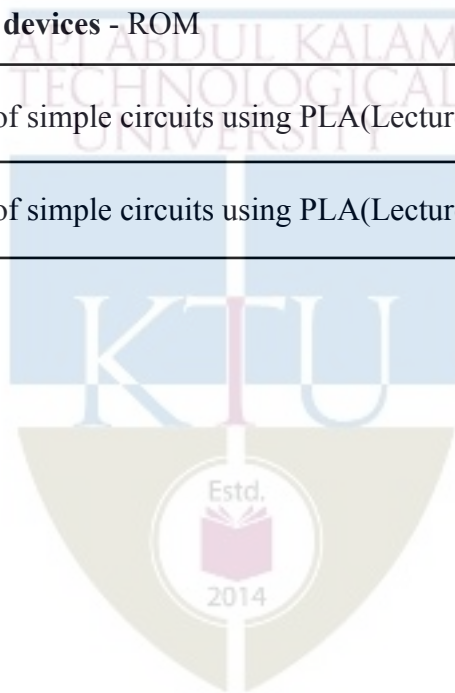 devices - ROM
API ABDUL KALAM
TECHNOLOGICAL
of simple circuits using PLA(Lectur
UNIVERSITY
of simple circuits using PLA(Lectur
KTU
Estd.
2014